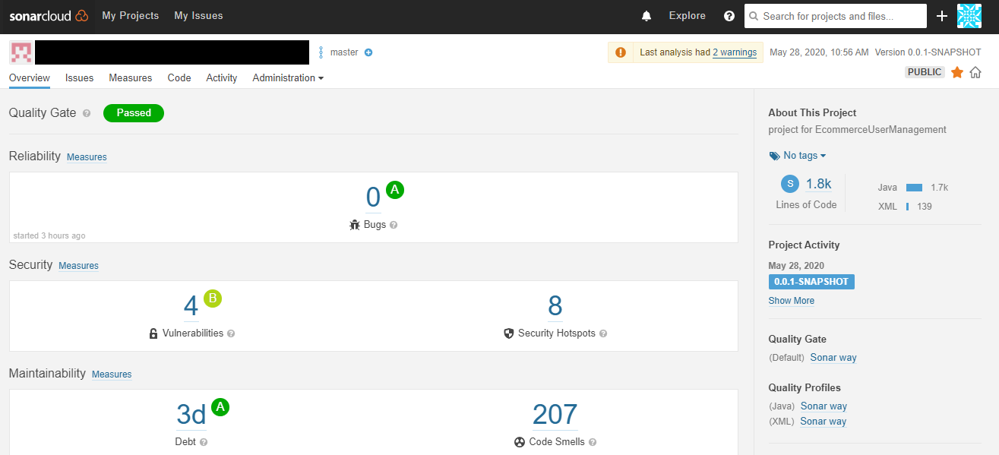 sonarcloud My Projects My Issues Explore ? Search for projects and files... +
master Last analysis had 2 warnings May 28, 2020, 10:56 AM Version 0.0.1-SNAPSHOT
Overview Issues Measures Code Activity Administration PUBLIC
Quality Gate ? Passed
Reliability Measures
0 A
Bugs ?
started 3 hours ago
Security Measures
4 B
Vulnerabilities ?
8
Security Hotspots ?
Maintainability Measures
3d A
Debt ?
207
Code Smells ?
About This Project
project for EcommerceUserManagement
No tags
S 1.8k
Lines of Code
Java 1.7k
XML 139
Project Activity
May 28, 2020
0.0.1-SNAPSHOT
Show More
Quality Gate
(Default) Sonar way
Quality Profiles
(Java) Sonar way
(XML) Sonar way